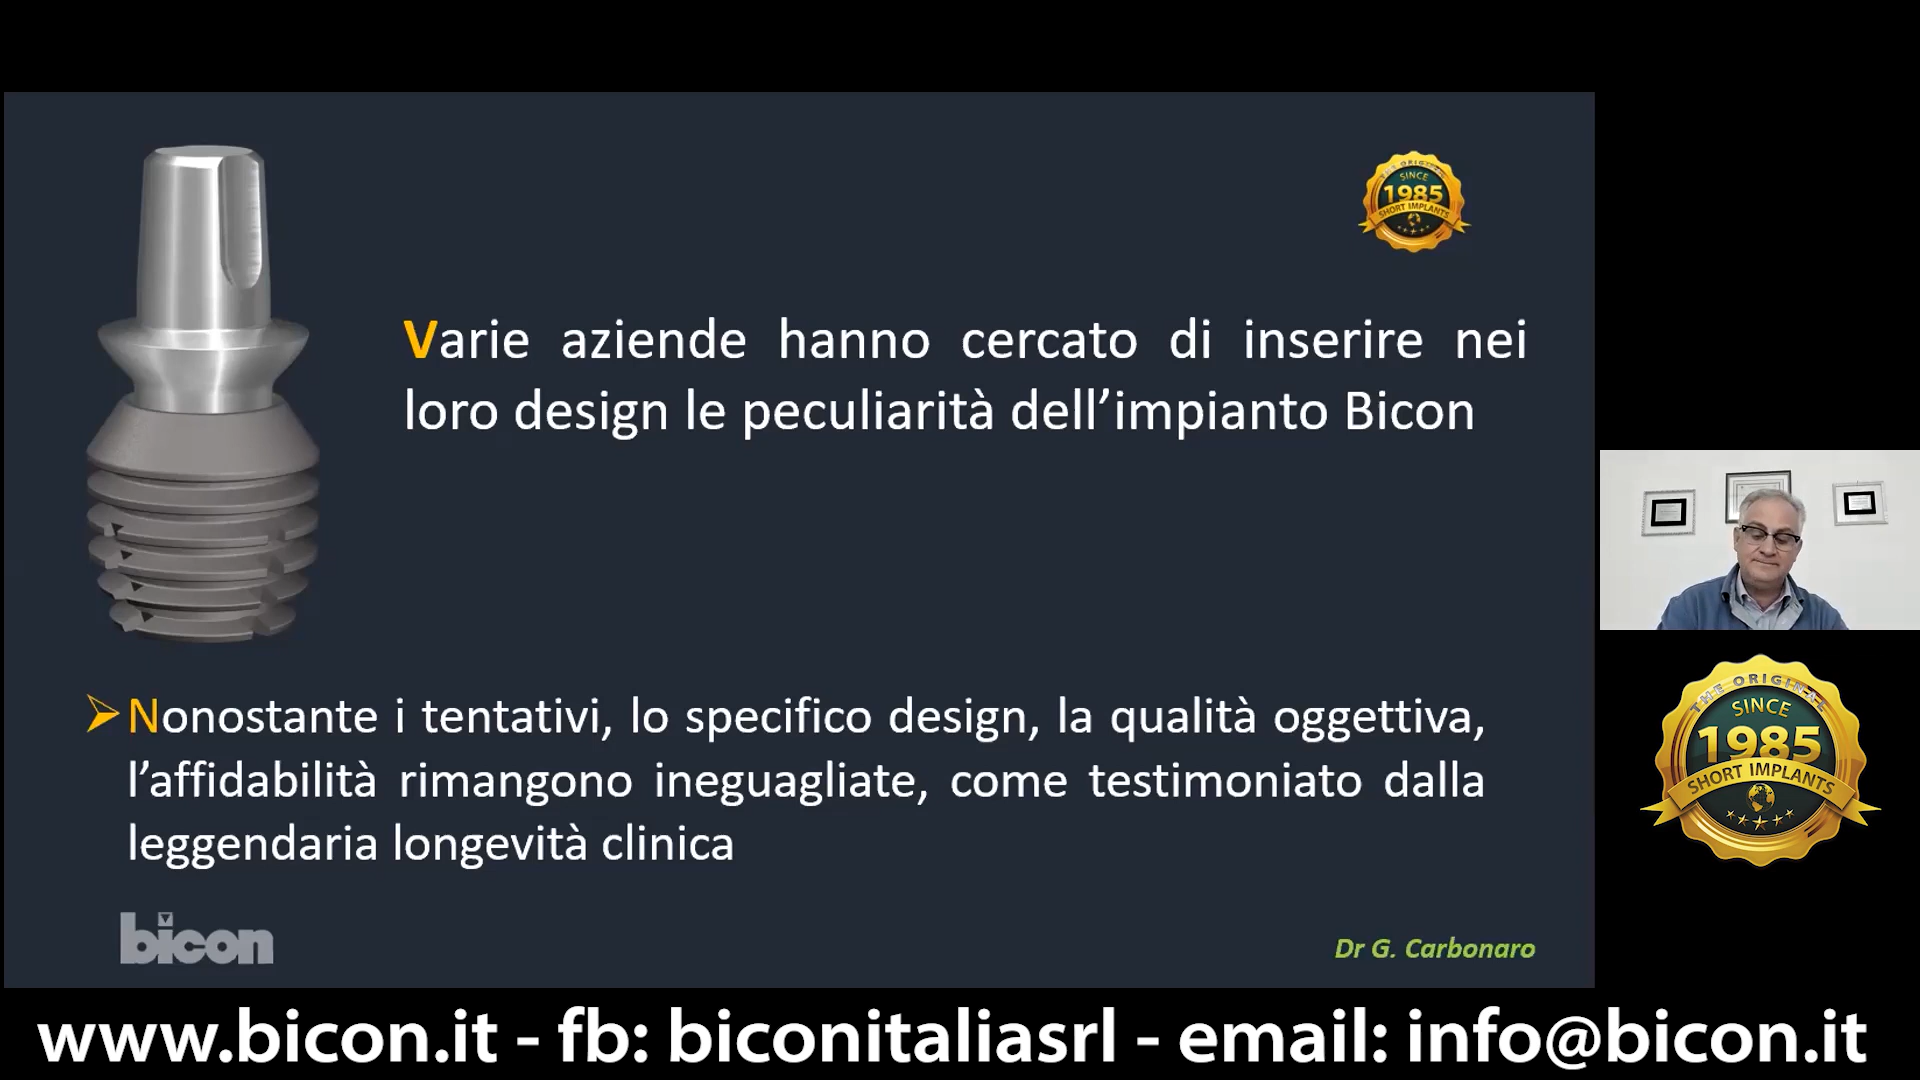 THE ORIGINAL
SINCE
1985
SHORT IMPLANTS
Varie aziende hanno cercato di inserire nei
loro design le peculiarità dell’impianto Bicon
Nonostante i tentativi, lo specifico design, la qualità oggettiva,
l’affidabilità rimangono ineguagliate, come testimoniato dalla
leggendaria longevità clinica
bicon
Dr G. Carbonaro
THE ORIGINAL
SINCE
1985
SHORT IMPLANTS
www.bicon.it - fb: biconitaliasrl - email: info@bicon.it